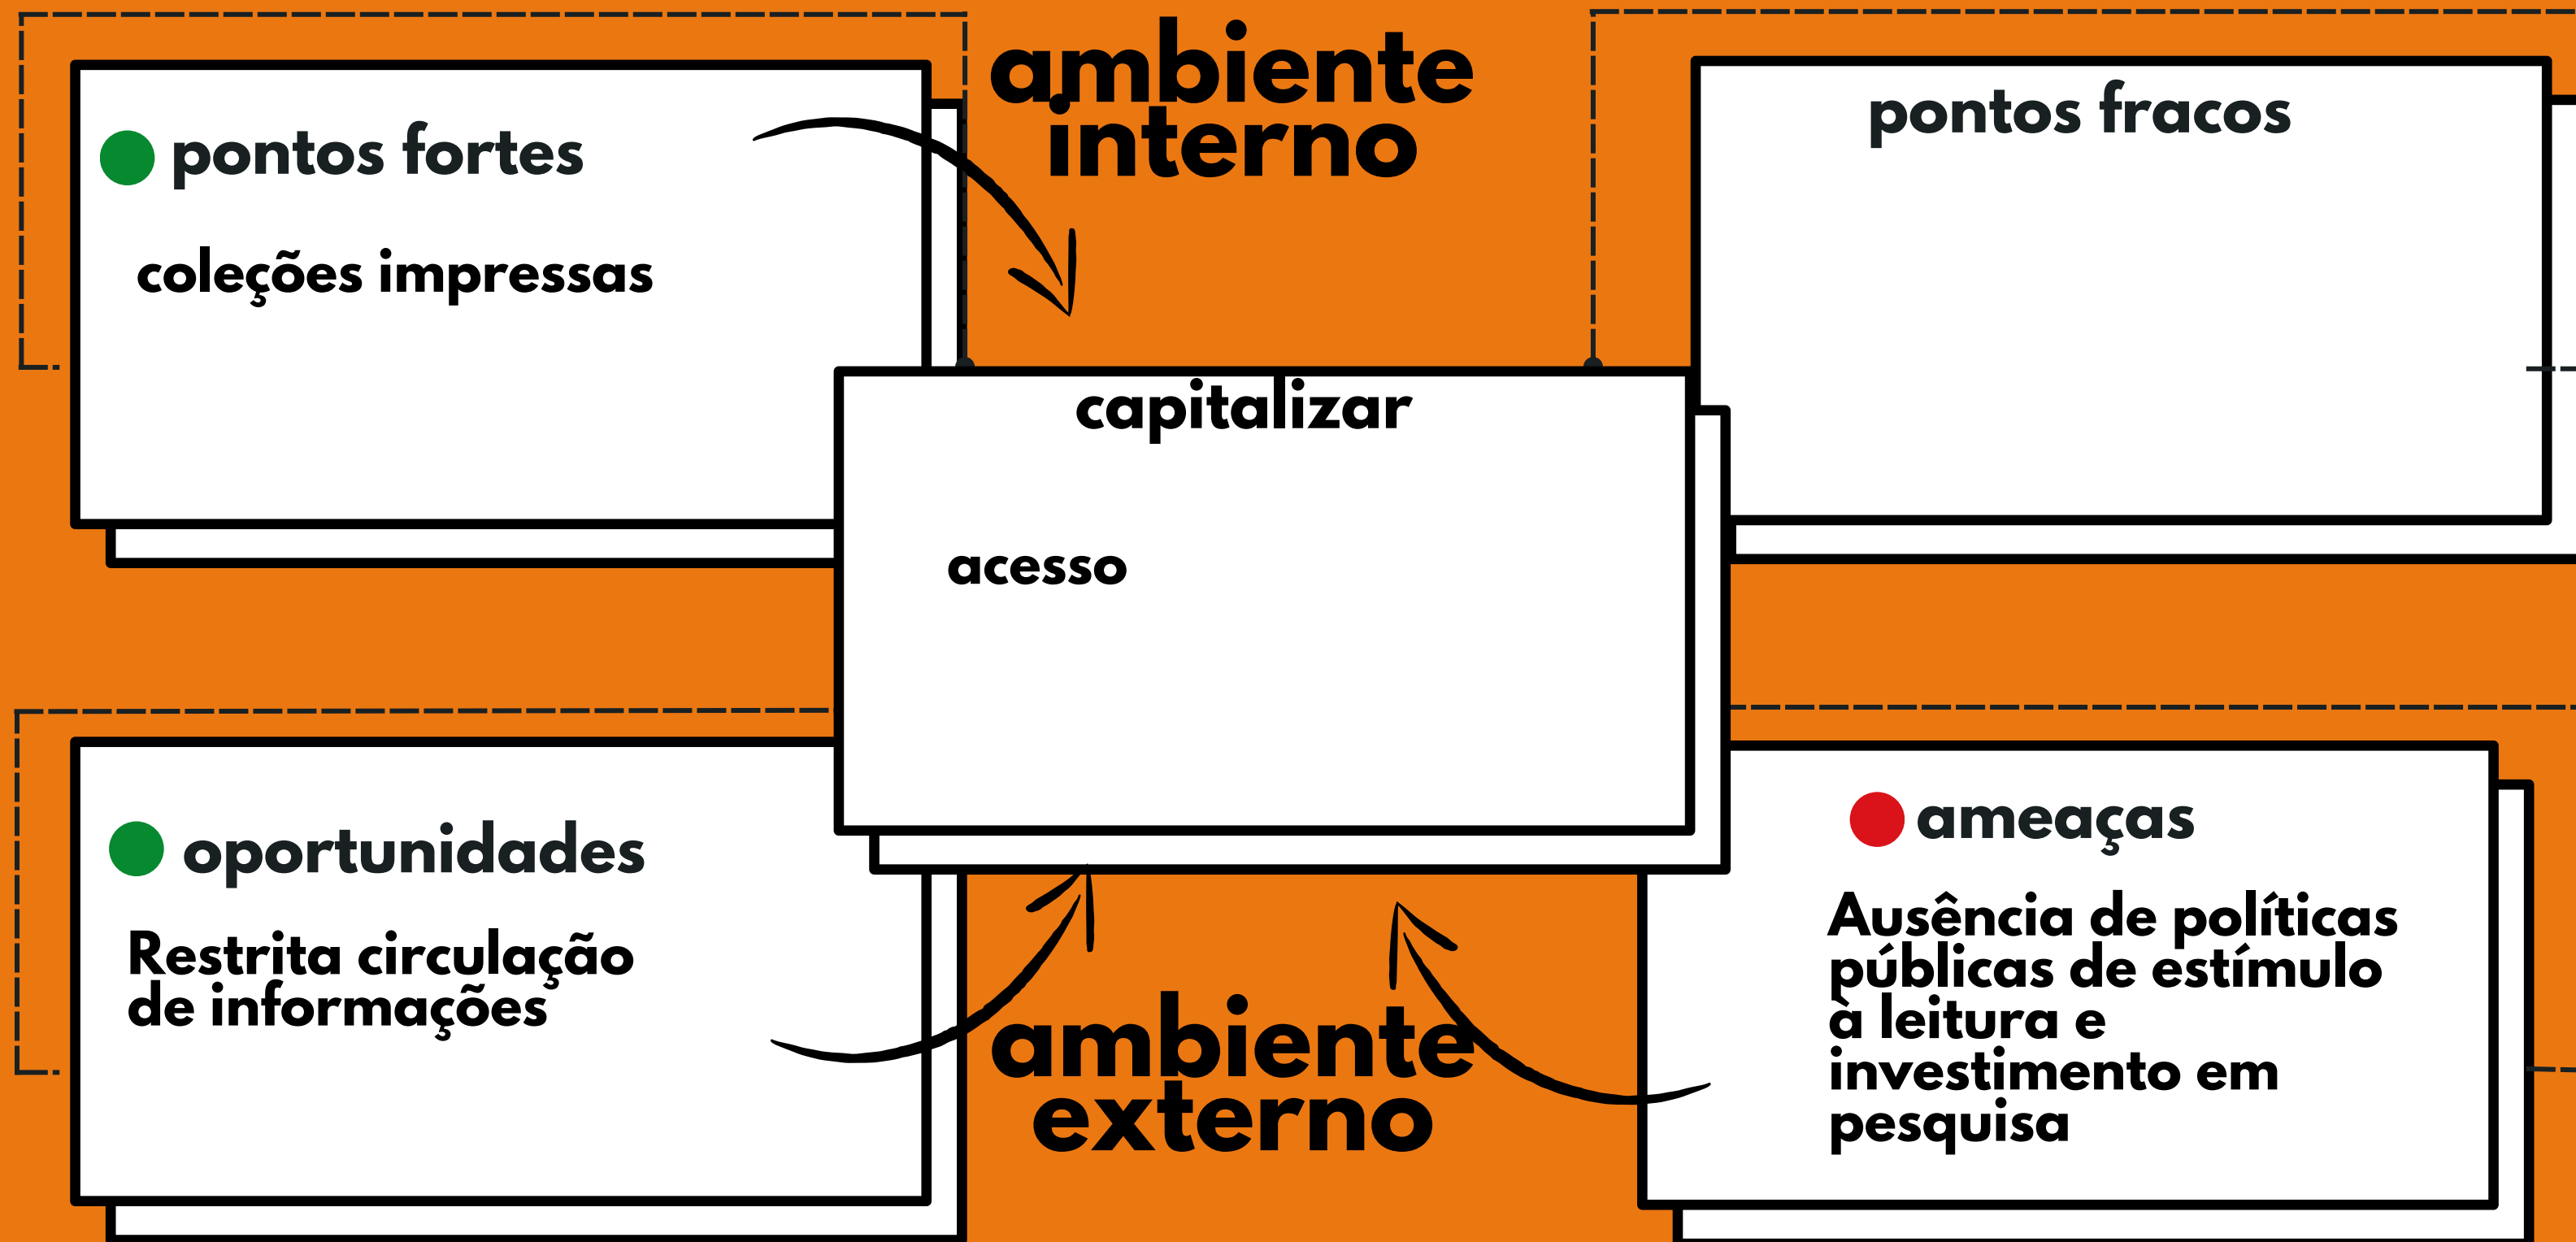 ambiente
interno
pontos fortes
coleções impressas
pontos fracos
capitalizar
acesso
oportunidades
Restrita circulação
de informações
ameaças
Ausência de políticas
públicas de estímulo
à leitura e
investimento em
pesquisa
ambiente
externo